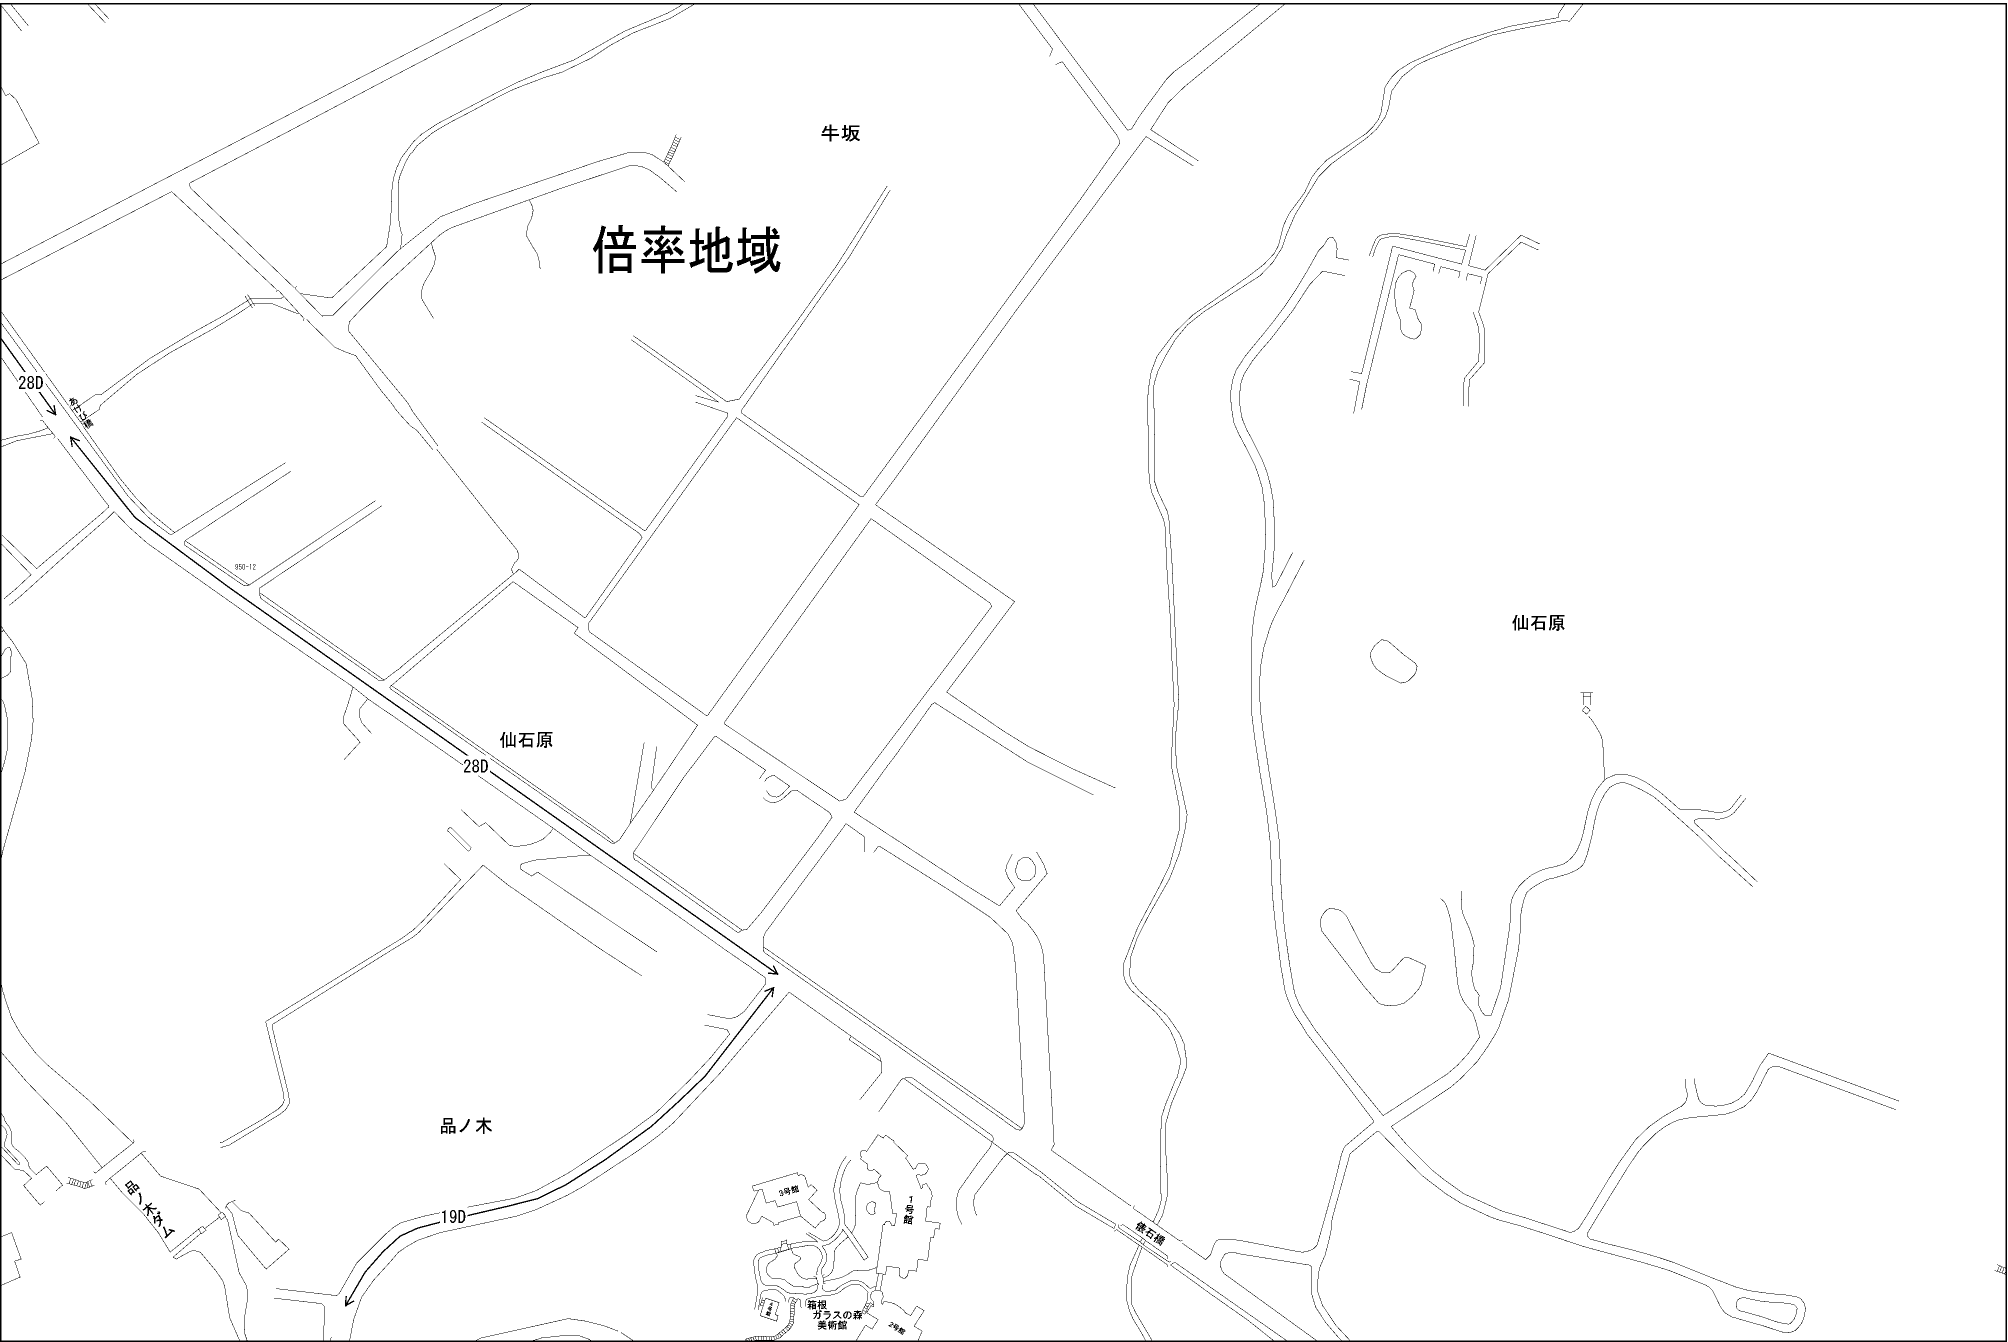 牛坂
倍率地域
28D
950-12
仙石原
仙石原
28D
品ノ木
品ノ木ダム
19D
3号館
1号館
俵石橋
箱根
ガラスの森
美術館
2号館